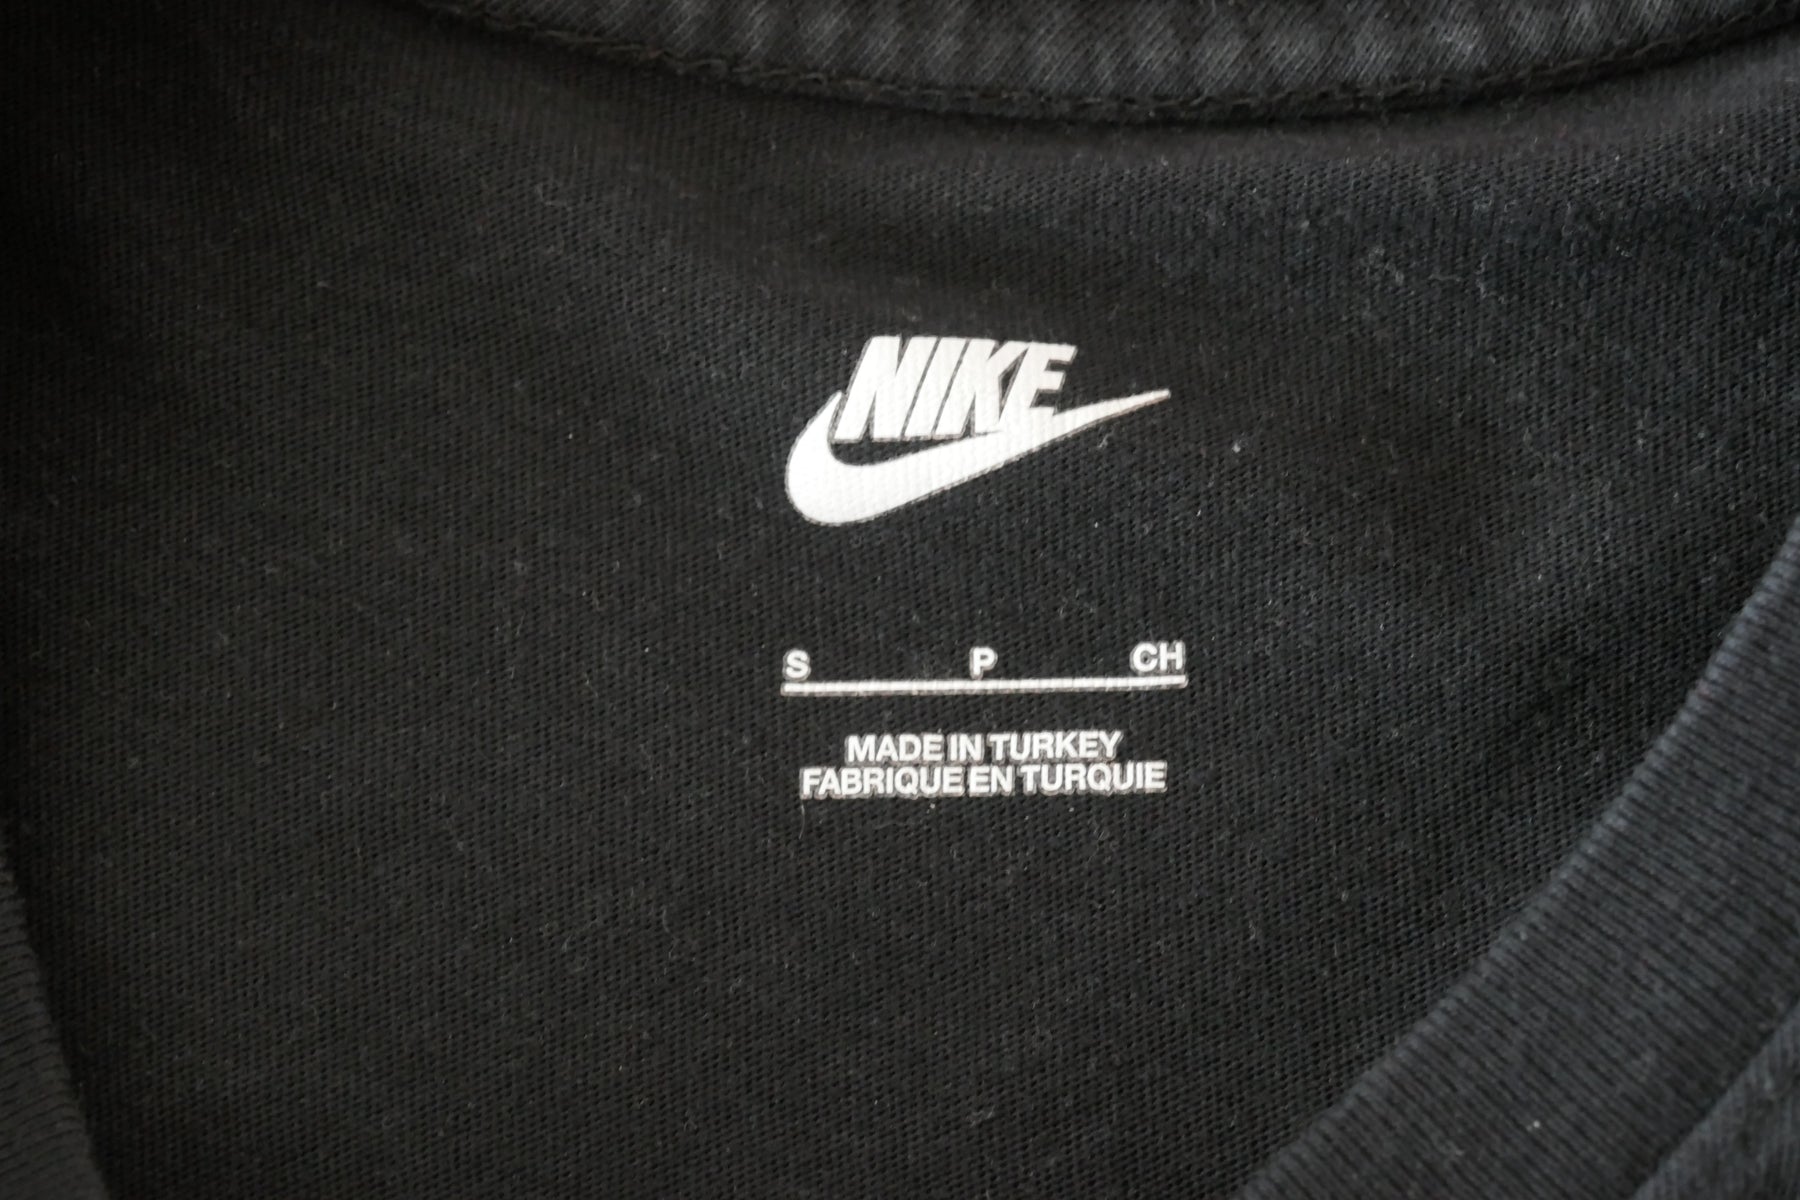 NIKE
S P CH
MADE IN TURKEY
FABRIQUE EN TURQUIE